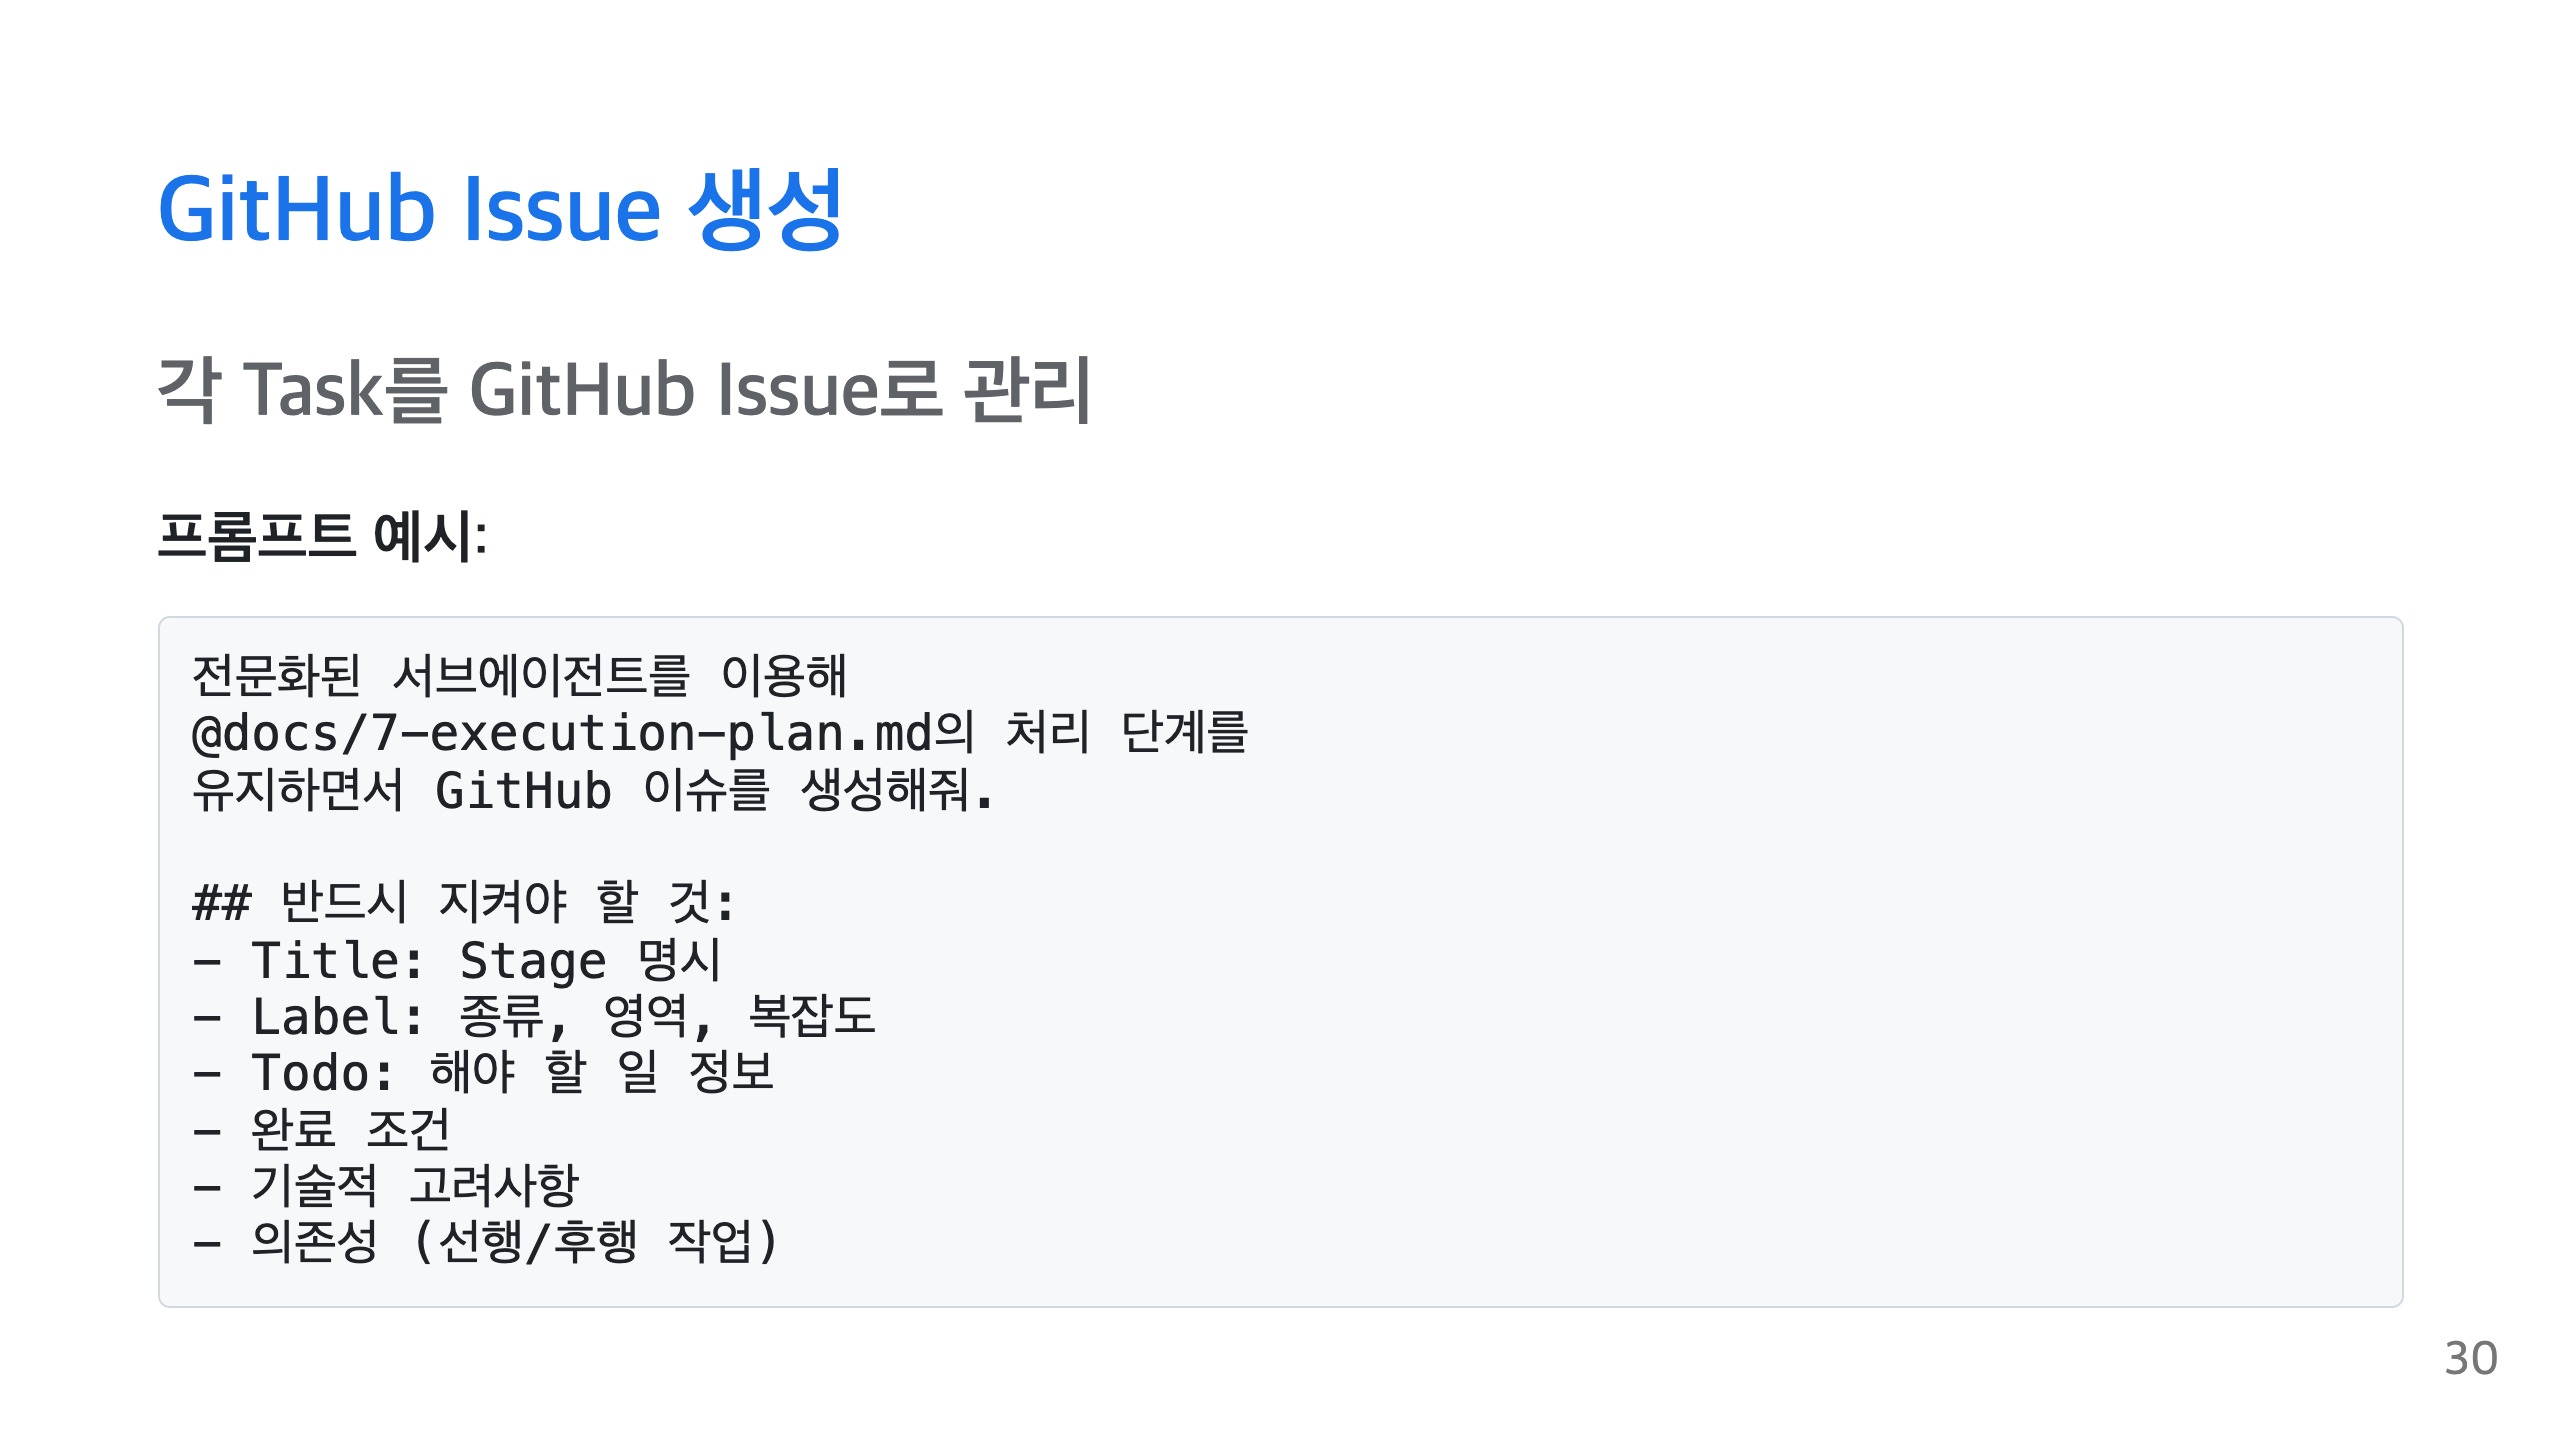 GitHub Issue 생성
각 Task를 GitHub Issue로 관리
프롬프트 예시:
전문화된 서브에이전트를 이용해
@docs/7-execution-plan.md의 처리 단계를
유지하면서 GitHub 이슈를 생성해줘.
## 반드시 지켜야 할 것:
- Title: Stage 명시
- Label: 종류, 영역, 복잡도
- Todo: 해야 할 일 정보
- 완료 조건
- 기술적 고려사항
- 의존성 (선행/후행 작업)
30